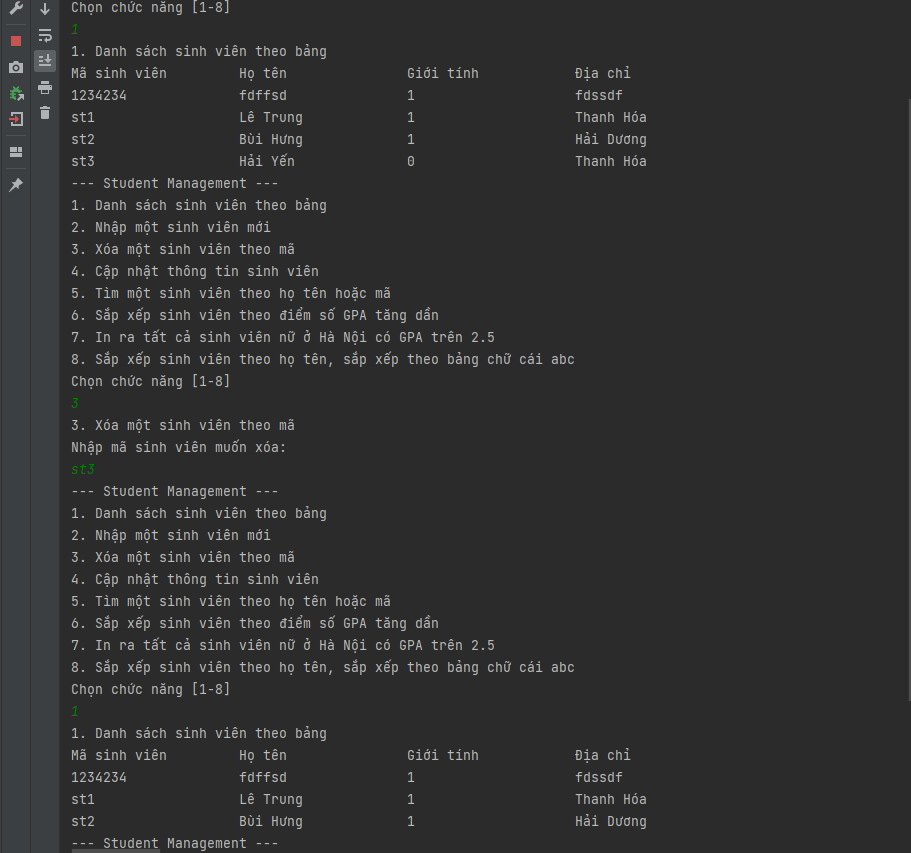 Chọn chức năng [1-8]
1
1. Danh sách sinh viên theo bảng
Mã sinh viên Họ tên Giới tính Địa chỉ
1234234 fdffsd 1 fdssdf
st1 Lê Trung 1 Thanh Hóa
st2 Bùi Hưng 1 Hải Dương
st3 Hải Yến 0 Thanh Hóa
--- Student Management ---
1. Danh sách sinh viên theo bảng
2. Nhập một sinh viên mới
3. Xóa một sinh viên theo mã
4. Cập nhật thông tin sinh viên
5. Tìm một sinh viên theo họ tên hoặc mã
6. Sắp xếp sinh viên theo điểm số GPA tăng dần
7. In ra tất cả sinh viên nữ ở Hà Nội có GPA trên 2.5
8. Sắp xếp sinh viên theo họ tên, sắp xếp theo bảng chữ cái abc
Chọn chức năng [1-8]
3
3. Xóa một sinh viên theo mã
Nhập mã sinh viên muốn xóa:
st3
--- Student Management ---
1. Danh sách sinh viên theo bảng
2. Nhập một sinh viên mới
3. Xóa một sinh viên theo mã
4. Cập nhật thông tin sinh viên
5. Tìm một sinh viên theo họ tên hoặc mã
6. Sắp xếp sinh viên theo điểm số GPA tăng dần
7. In ra tất cả sinh viên nữ ở Hà Nội có GPA trên 2.5
8. Sắp xếp sinh viên theo họ tên, sắp xếp theo bảng chữ cái abc
Chọn chức năng [1-8]
1
1. Danh sách sinh viên theo bảng
Mã sinh viên Họ tên Giới tính Địa chỉ
1234234 fdffsd 1 fdssdf
st1 Lê Trung 1 Thanh Hóa
st2 Bùi Hưng 1 Hải Dương
--- Student Management ---